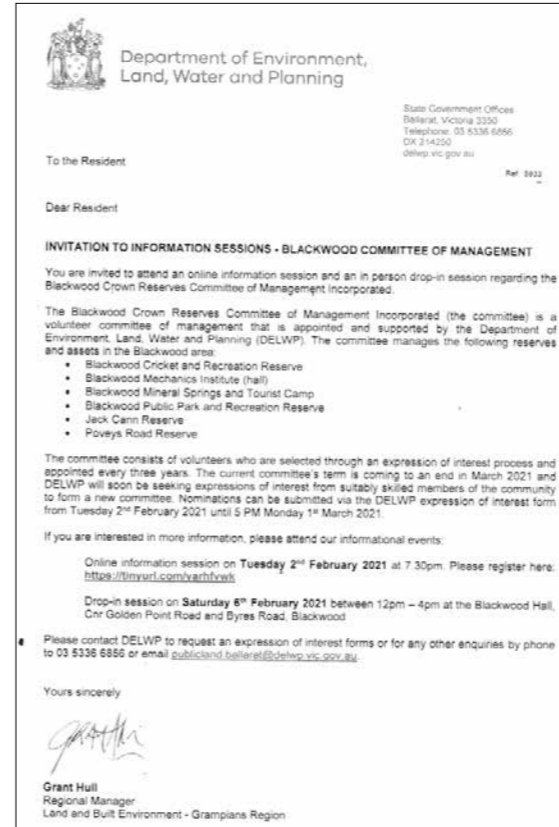 Department of Environment,
Land, Water and Planning
State Government Offices
Ballarat, Victoria 3350
Telephone: 03 5336 6856
DX 214250
delwp.vic.gov.au
To the Resident
Ref
Dear Resident
INVITATION TO INFORMATION SESSIONS - BLACKWOOD COMMITTEE OF MANAGEMENT
You are invited to attend an online information session and an in person drop-in session regarding the
Blackwood Crown Reserves Committee of Management Incorporated.
The Blackwood Crown Reserves Committee of Management Incorporated (the committee) is a
volunteer committee of management that is appointed and supported by the Department of
Environment, Land, Water and Planning (DELWP). The committee manages the following reserves
and assets in the Blackwood area:
• Blackwood Cricket and Recreation Reserve
• Blackwood Mechanics Institute (hall)
• Blackwood Mineral Springs and Tourist Camp
• Blackwood Public Park and Recreation Reserve
• Jack Cann Reserve
• Poveys Road Reserve
The committee consists of volunteers who are selected through an expression of interest process and
appointed every three years. The current committee's term is coming to an end in March 2021 and
DELWP will soon be seeking expressions of interest from suitably skilled members of the community
to form a new committee. Nominations can be submitted via the DELWP expression of interest form
from Tuesday 2nd February 2021 until 5 PM Monday 1st March 2021.
If you are interested in more information, please attend our informational events:
Online information session on Tuesday 2nd February 2021 at 7.30pm. Please register here:
https://tinyurl.com/yarhfvwk
Drop-in session on Saturday 6th February 2021 between 12pm – 4pm at the Blackwood Hall,
Cnr Golden Point Road and Byres Road, Blackwood
Please contact DELWP to request an expression of interest forms or for any other enquiries by phone
to 03 5336 6856 or email publicland.ballarat@delwp.vic.gov.au.
Yours sincerely
Grant Hull
Regional Manager
Land and Built Environment - Grampians Region